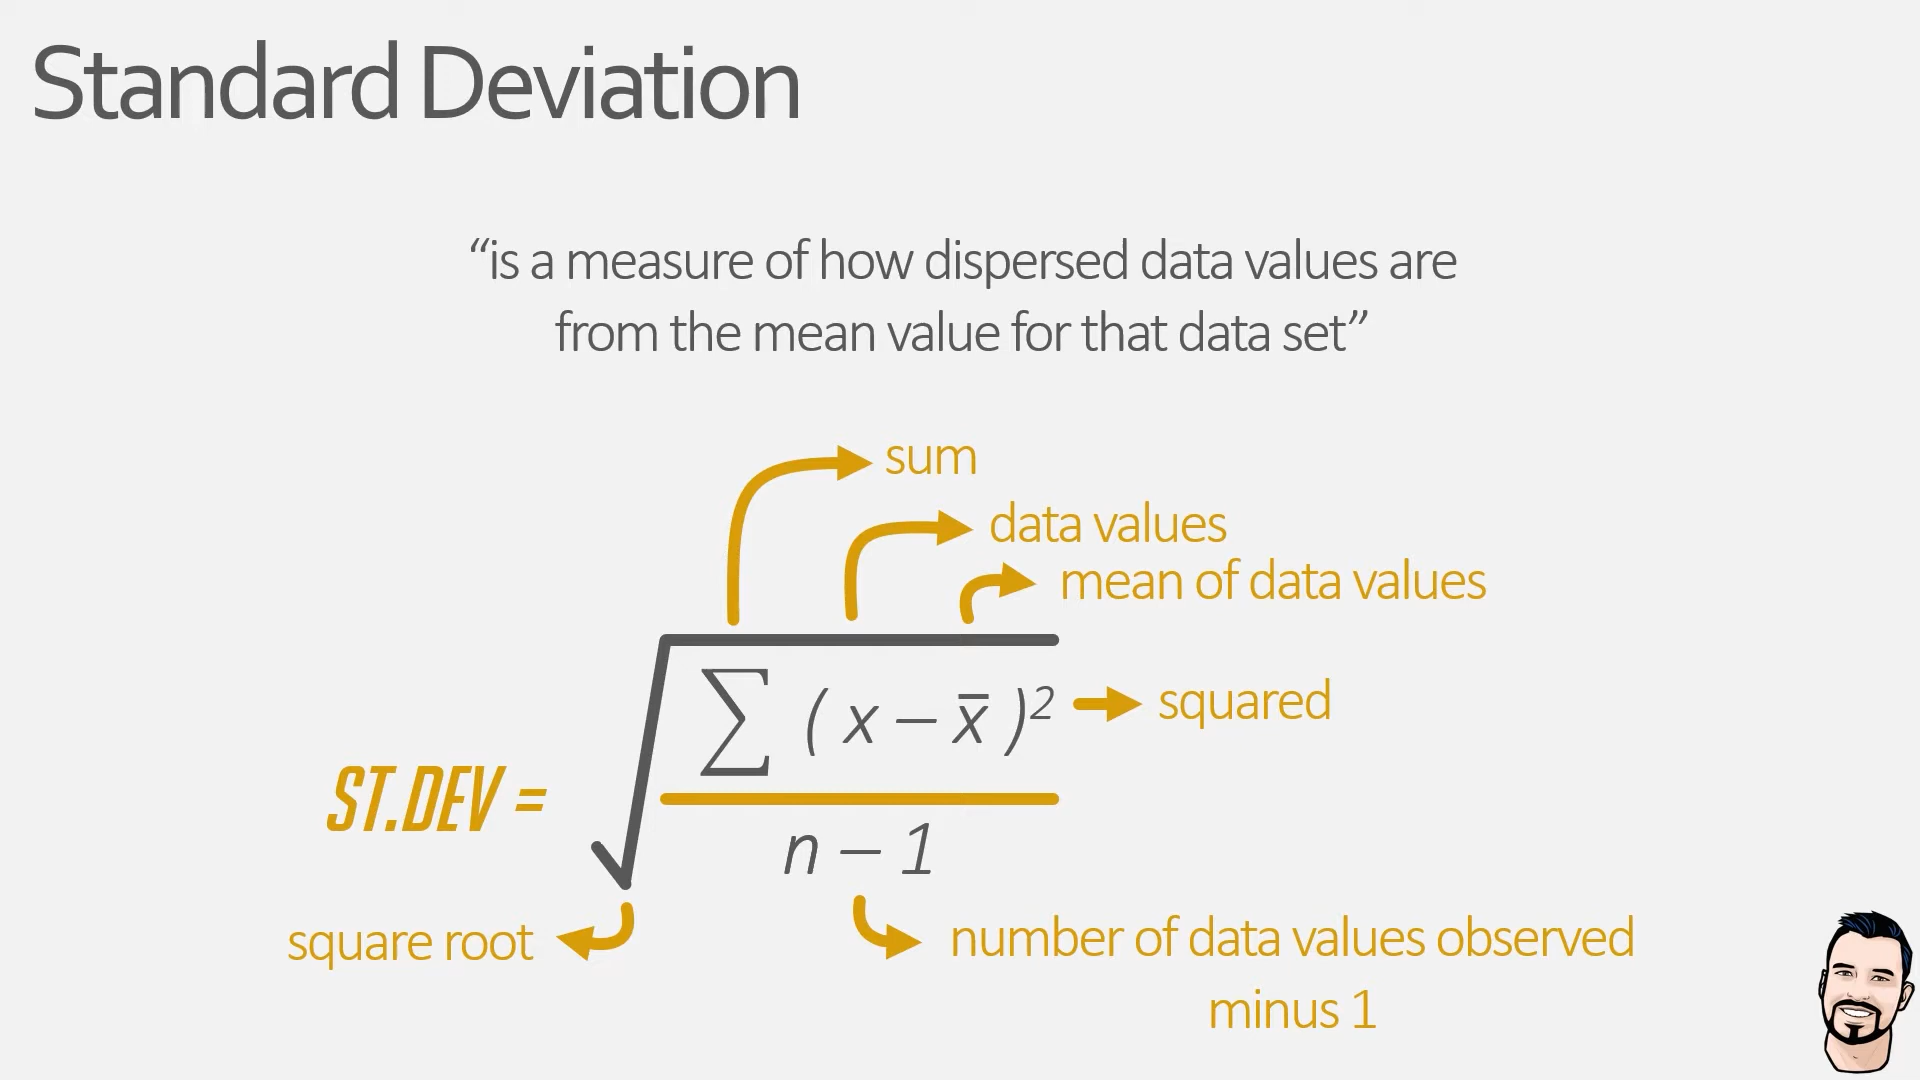 Standard Deviation
“is a measure of how dispersed data values are
from the mean value for that data set”
sum
data values
mean of data values
∑ ( x – x̄ )²
squared
ST.DEV =
n – 1
square root
number of data values observed
minus 1